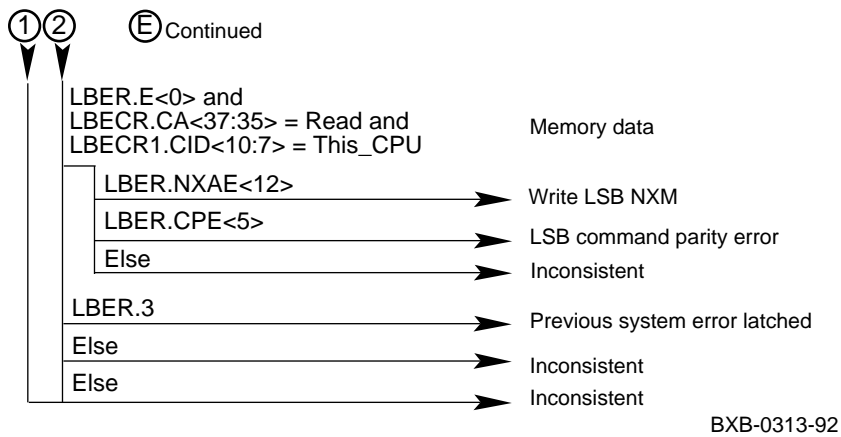 1 2 E Continued
LBER.E<0> and
LBECR.CA<37:35> = Read and
LBECR1.CID<10:7> = This_CPU
Memory data
LBER.NXAE<12>
Write LSB NXM
LBER.CPE<5>
LSB command parity error
Else
Inconsistent
LBER.3
Previous system error latched
Else
Inconsistent
Else
Inconsistent
BXB-0313-92